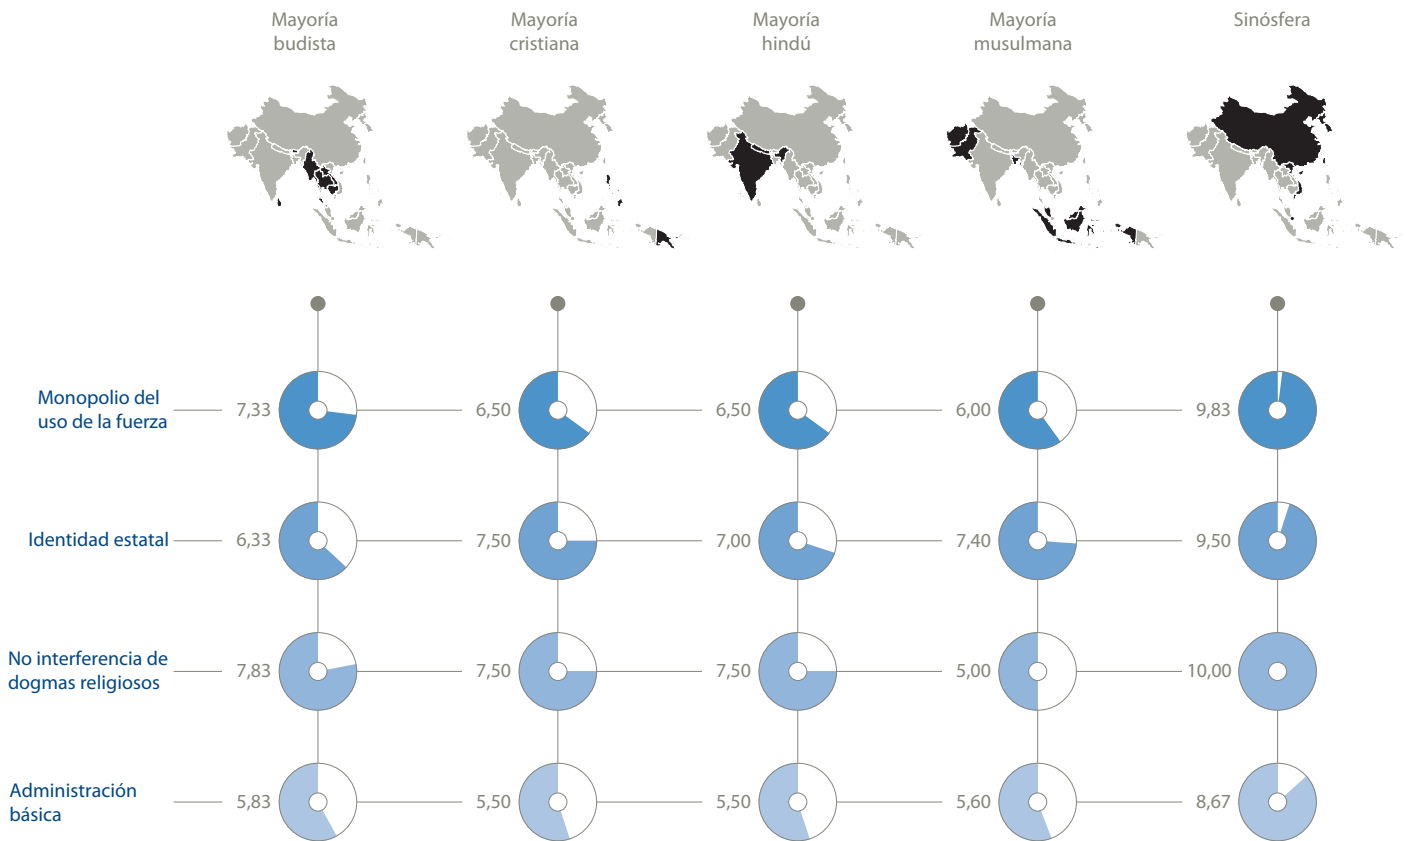 Mayoría
budista
Mayoría
cristiana
Mayoría
hindú
Mayoría
musulmana
Sinósfera
Monopolio del
uso de la fuerza
7,33
6,50
6,50
6,00
9,83
Identidad estatal
6,33
7,50
7,00
7,40
9,50
No interferencia de
dogmas religiosos
7,83
7,50
7,50
5,00
10,00
Administración
básica
5,83
5,50
5,50
5,60
8,67